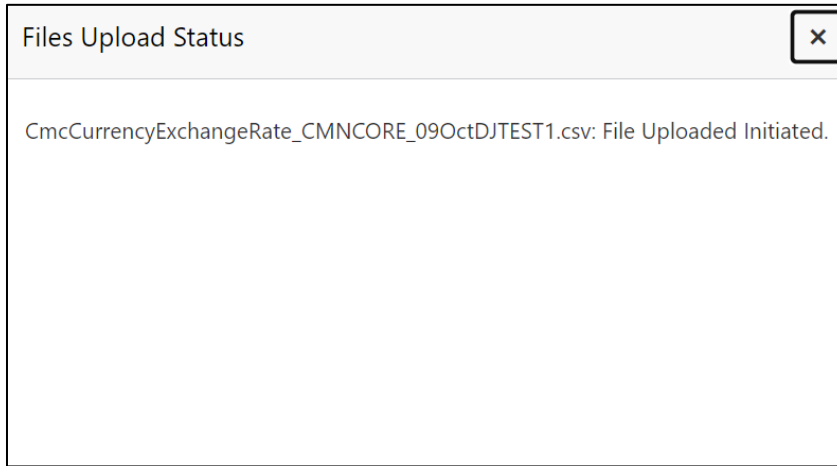 Files Upload Status
CmcCurrencyExchangeRate_CMNCORE_09OctDJTEST1.csv: File Uploaded Initiated.